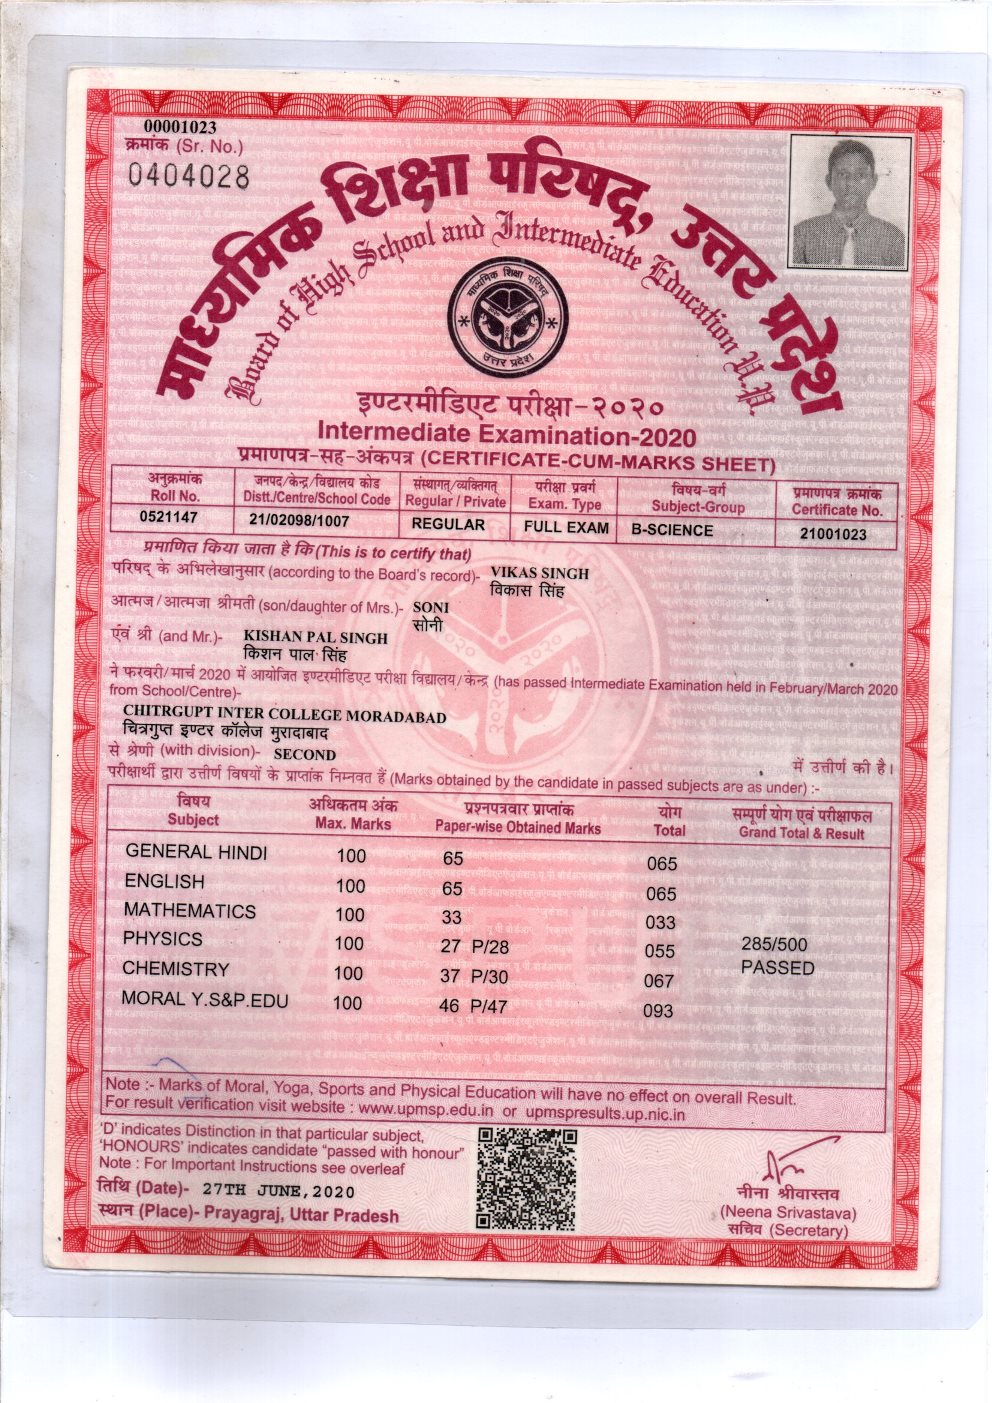 00001023
क्रमांक (Sr. No.)
0404028
माध्यमिक शिक्षा परिषद्, उत्तर प्रदेश
Board of High School and Intermediate Education U.P.
माध्यमिक शिक्षा परिषद्
उत्तर प्रदेश
इण्टरमीडिएट परीक्षा-२०२०
Intermediate Examination-2020
प्रमाणपत्र-सह-अंकपत्र (CERTIFICATE-CUM-MARKS SHEET)
अनुक्रमांक जनपद/केन्द्र/विद्यालय कोड संस्थागत्/व्यक्तिगत् परीक्षा प्रवर्ग विषय-वर्ग प्रमाणपत्र क्रमांक
Roll No. Distt./Centre/School Code Regular / Private Exam. Type Subject-Group Certificate No.
0521147 21/02098/1007 REGULAR FULL EXAM B-SCIENCE 21001023
प्रमाणित किया जाता है कि (This is to certify that)
परिषद् के अभिलेखानुसार (according to the Board's record)- VIKAS SINGH
विकास सिंह
आत्मज/आत्मजा श्रीमती (son/daughter of Mrs.)- SONI
सोनी
एवं श्री (and Mr.)- KISHAN PAL SINGH
किशन पाल सिंह
ने फरवरी/मार्च 2020 में आयोजित इण्टरमीडिएट परीक्षा विद्यालय/केन्द्र (has passed Intermediate Examination held in February/March 2020
from School/Centre)-
CHITRGUPT INTER COLLEGE MORADABAD
चित्रगुप्त इण्टर कॉलेज मुरादाबाद
से श्रेणी (with division)- SECOND में उत्तीर्ण की है।
परीक्षार्थी द्वारा उत्तीर्ण विषयों के प्राप्तांक निम्नवत हैं (Marks obtained by the candidate in passed subjects are as under) :-
विषय अधिकतम अंक प्रश्नपत्रवार प्राप्तांक योग सम्पूर्ण योग एवं परीक्षाफल
Subject Max. Marks Paper-wise Obtained Marks Total Grand Total & Result
GENERAL HINDI 100 65 065
ENGLISH 100 65 065
MATHEMATICS 100 33 033
PHYSICS 100 27 P/28 055 285/500
CHEMISTRY 100 37 P/30 067 PASSED
MORAL Y.S&P.EDU 100 46 P/47 093
Note :- Marks of Moral, Yoga, Sports and Physical Education will have no effect on overall Result.
For result verification visit website : www.upmsp.edu.in or upmspresults.up.nic.in
'D' indicates Distinction in that particular subject,
'HONOURS' indicates candidate "passed with honour"
Note : For Important Instructions see overleaf
तिथि (Date)- 27TH JUNE,2020
स्थान (Place)- Prayagraj, Uttar Pradesh
नीना श्रीवास्तव
(Neena Srivastava)
सचिव (Secretary)